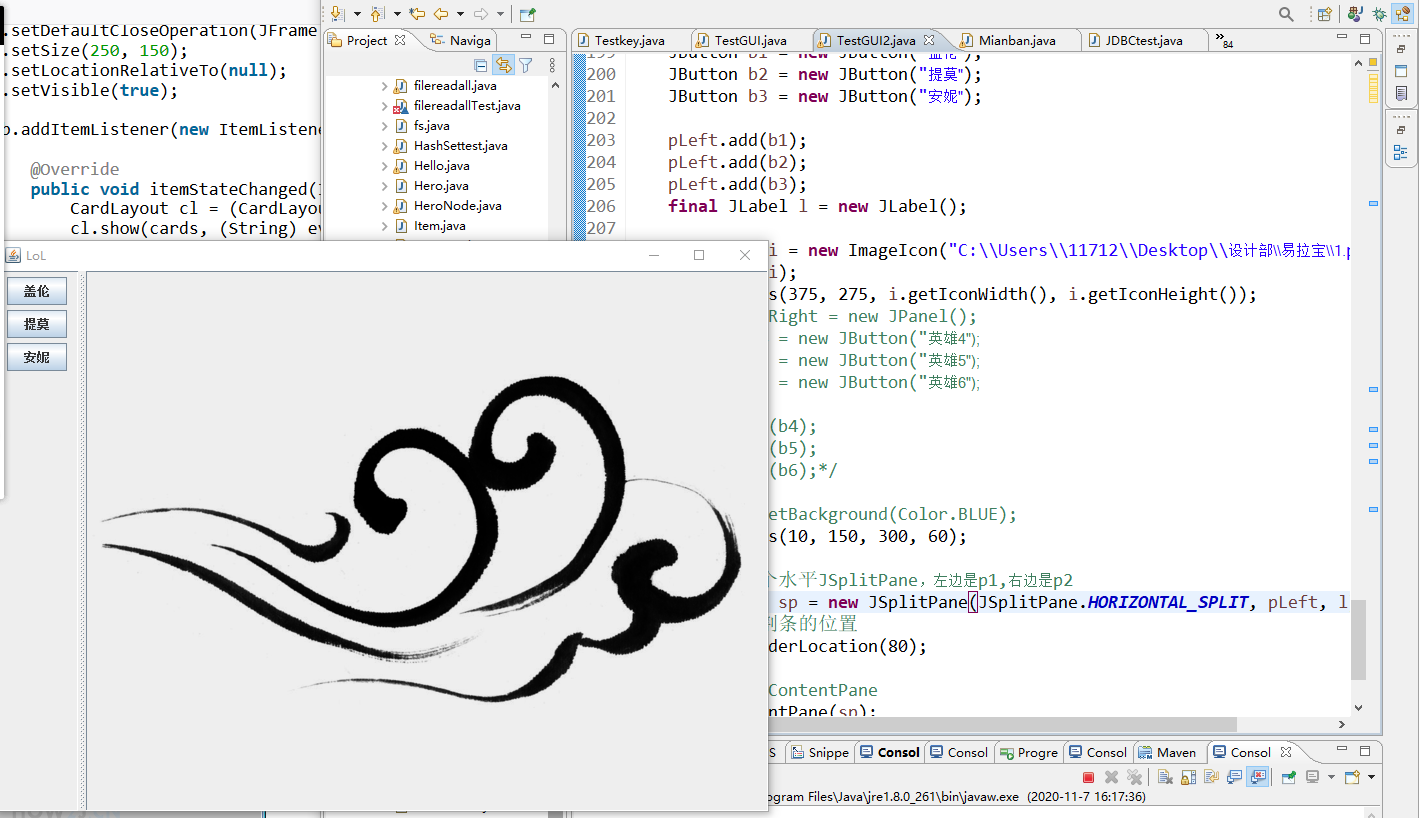 .setDefaultCloseOperation(JFrame
.setSize(250, 150);
.setLocationRelativeTo(null);
.setVisible(true);
o.addItemListener(new ItemListene
@Override
public void itemStateChanged(I
CardLayout cl = (CardLayou
cl.show(cards, (String) ev
Project
Naviga
filereadall.java
filereadallTest.java
fs.java
HashSettest.java
Hello.java
Hero.java
HeroNode.java
Item.java
Testkey.java
TestGUI.java
TestGUI2.java
Mianban.java
JDBCtest.java
84
199 JButton b1 = new JButton("盖伦");
200 JButton b2 = new JButton("提莫");
201 JButton b3 = new JButton("安妮");
202
203 pLeft.add(b1);
204 pLeft.add(b2);
205 pLeft.add(b3);
206 final JLabel l = new JLabel();
207
i = new ImageIcon("C:\\Users\\11712\\Desktop\\设计部\\易拉宝\\1.p
i);
s(375, 275, i.getIconWidth(), i.getIconHeight());
Right = new JPanel();
= new JButton("英雄4");
= new JButton("英雄5");
= new JButton("英雄6");
(b4);
(b5);
(b6);*/
etBackground(Color.BLUE);
s(10, 150, 300, 60);
个水平JSplitPane，左边是p1,右边是p2
sp = new JSplitPane(JSplitPane.HORIZONTAL_SPLIT, pLeft, l
割条的位置
derLocation(80);
ContentPane
ntPane(sp);
LoL
盖伦
提莫
安妮
S
Snippe
Consol
Consol
Progre
Consol
Maven
Consol
ogram Files\Java\jre1.8.0_261\bin\javaw.exe (2020-11-7 16:17:36)